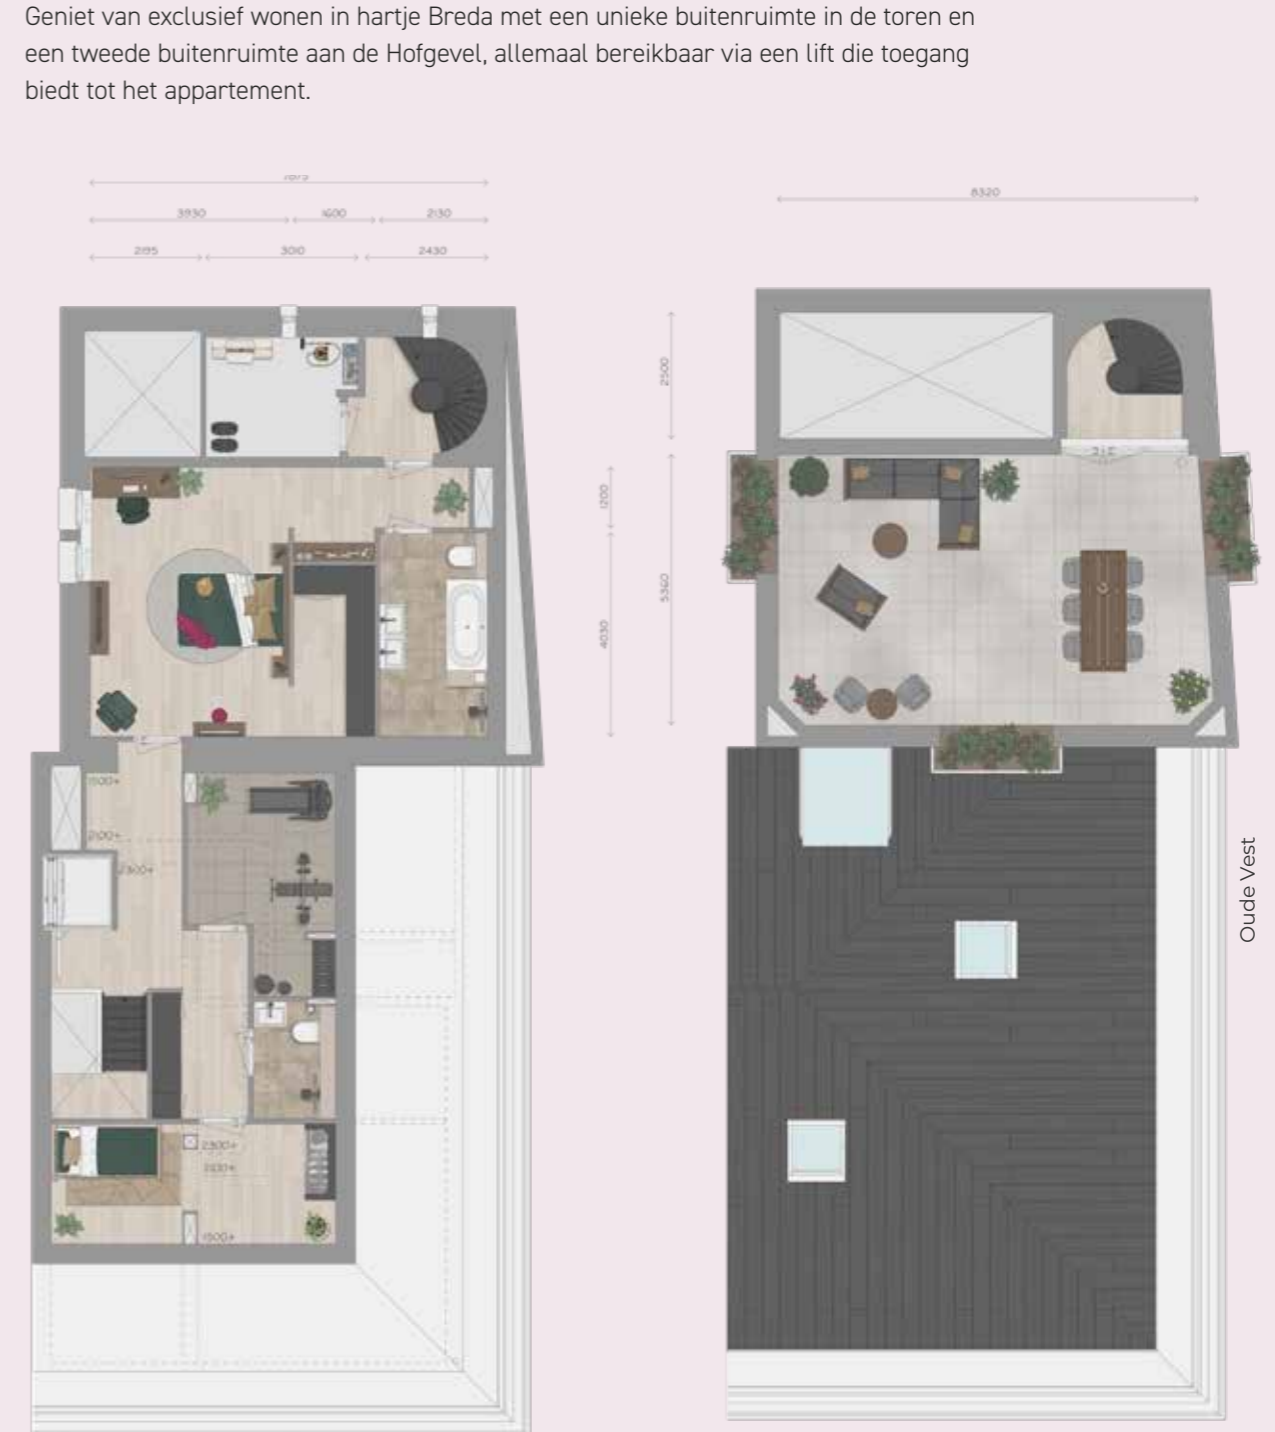 Geniet van exclusief wonen in hartje Breda met een unieke buitenruimte in de toren en
een tweede buitenruimte aan de Hofgevel, allemaal bereikbaar via een lift die toegang
biedt tot het appartement.
8320
3930 1600 2130
2195 3010 2430
2500
1200
5360
4030
1500+
2100+
2300+
Oude Vest
2300+
1500+